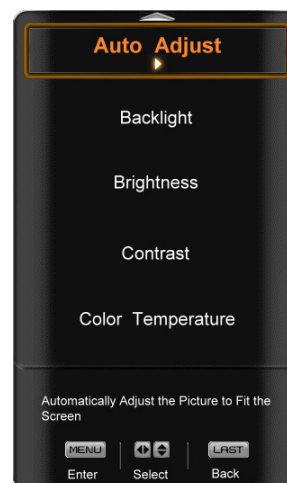 Auto Adjust
Backlight
Brightness
Contrast
Color Temperature
Automatically Adjust the Picture to Fit the
Screen
MENU LAST
Enter Select Back